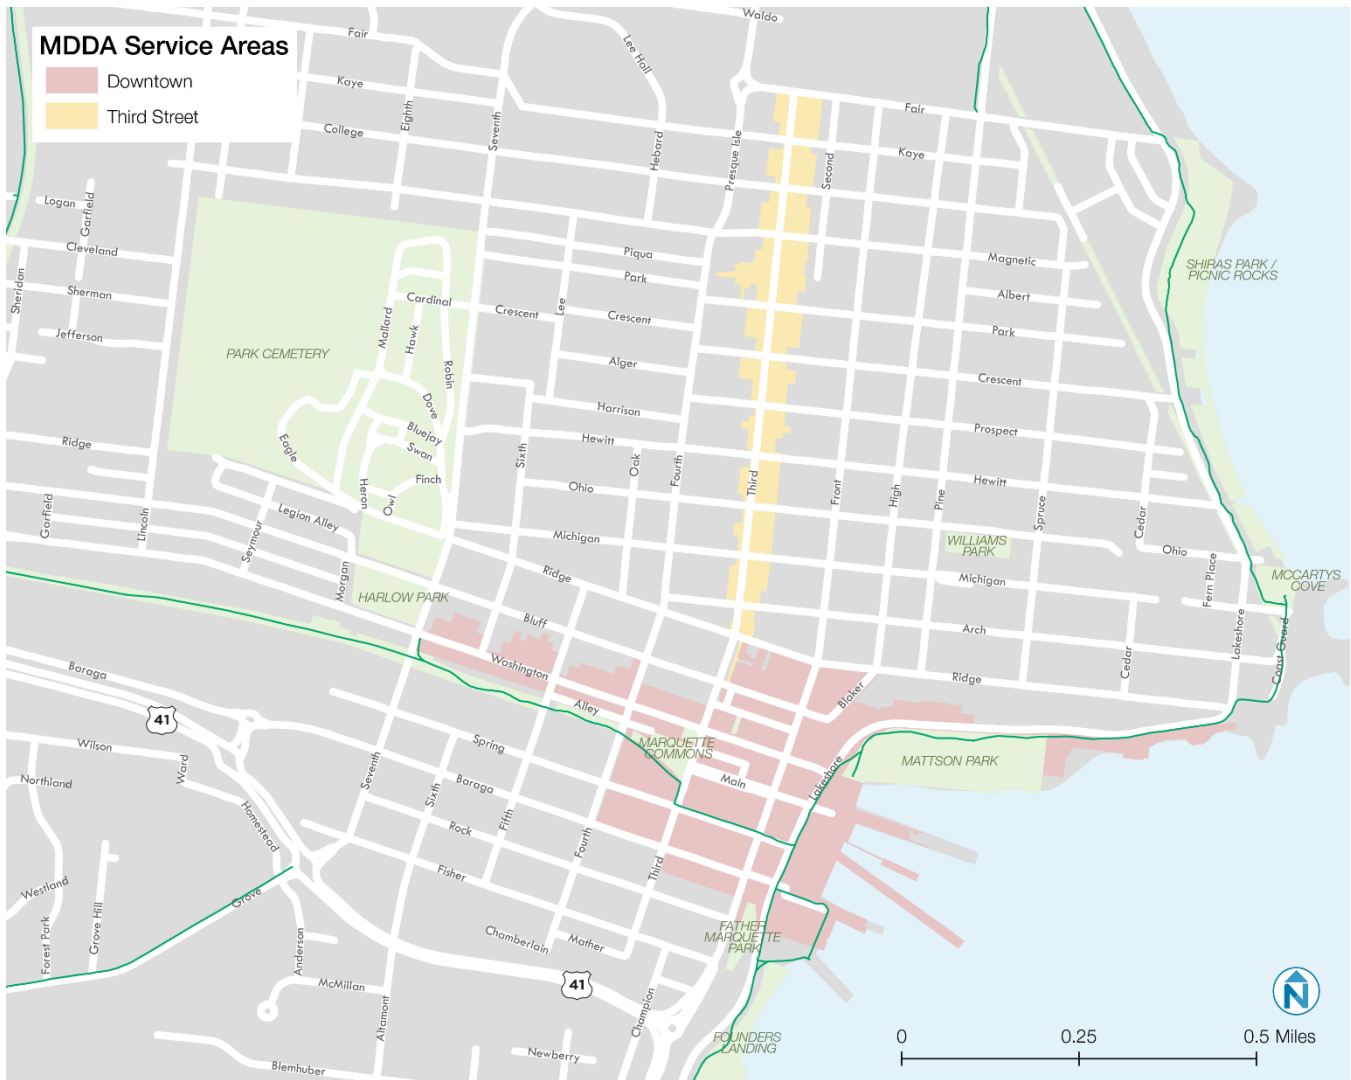 MDDA Service Areas
Downtown
Third Street
Waldo
Fair
Lee Hall
Kaye
Eighth
College
Seventh
Hebard
Presque Isle
Second
Fair
Kaye
Logan
Garfield
Cleveland
Sheridan
Sherman
Jefferson
PARK CEMETERY
Cardinal
Mallard
Hawk
Robin
Dove
Bluejay
Swan
Finch
Eagle
Heron
Owl
Piqua
Park
Lee
Crescent
Crescent
Alger
Harrison
Hewitt
Sixth
Oak
Fourth
Ohio
Michigan
Third
Front
High
Pine
Spruce
Magnetic
Albert
Park
Crescent
Prospect
Hewitt
Cedar
Ohio
SHIRAS PARK /
PICNIC ROCKS
WILLIAMS
PARK
Michigan
Fern Place
MCCARTYS
COVE
Arch
Cedar
Lakeshore
Coast Guard
Ridge
Ridge
Garfield
Lincoln
Seymour
Legion Alley
Morgan
HARLOW PARK
Ridge
Bluff
Washington
Alley
MARQUETTE
COMMONS
Main
Blaker
Lakeshore
MATTSON PARK
Baraga
41
Wilson
Ward
Northland
Homestead
Westland
Forest Park
Grove Hill
Grove
Seventh
Spring
Baraga
Sixth
Rock
Fifth
Fisher
Fourth
Third
FATHER
MARQUETTE
PARK
Chamberlain
Mather
Anderson
McMillan
41
Altamont
Champion
Newberry
Blemhuber
FOUNDERS
LANDING
N
0 0.25 0.5 Miles